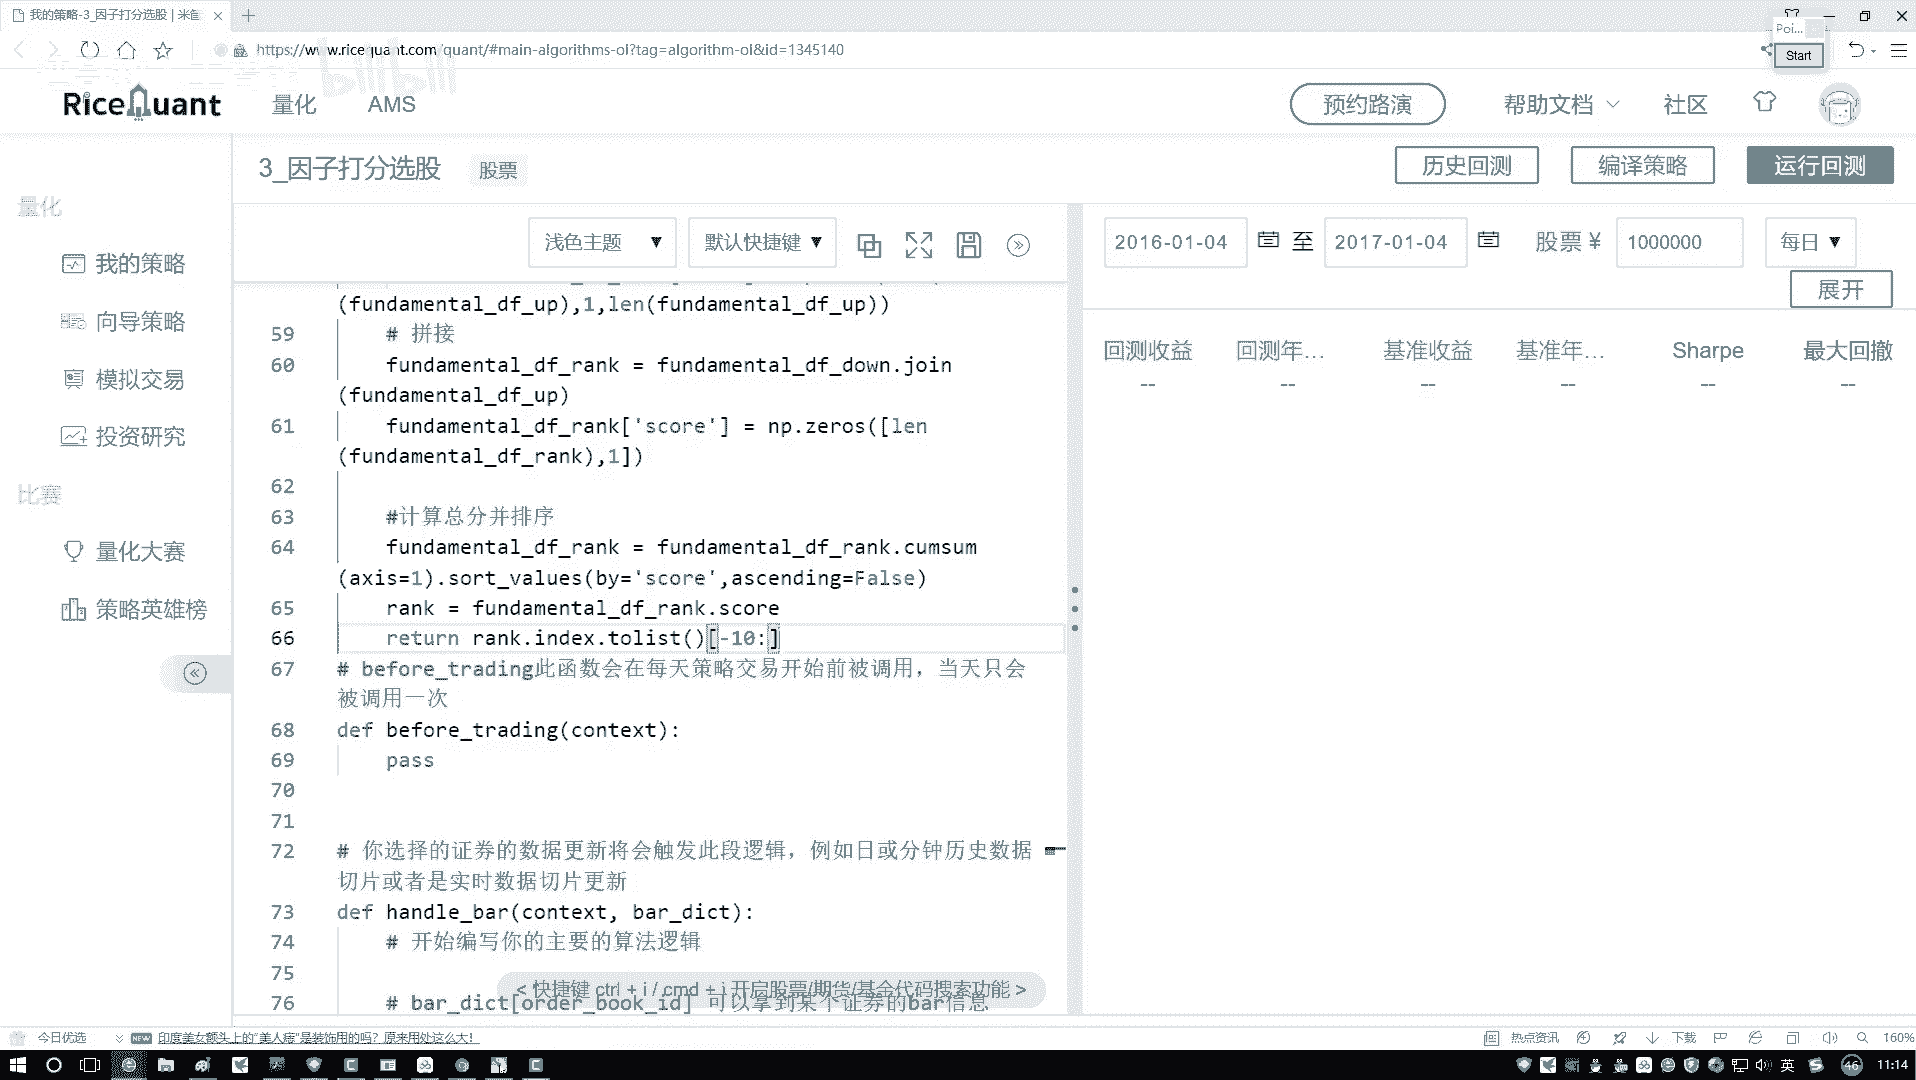 我的策略-3_因子打分选股 | 米筐
https://www.ricequant.com/quant/#main-algorithms-ol?tag=algorithm-ol&id=1345140
Poi...
Start
bilibili
RiceQuant
量化
AMS
预约路演
帮助文档
社区
量化
我的策略
向导策略
模拟交易
投资研究
比赛
量化大赛
策略英雄榜
3_因子打分选股
股票
历史回测
编译策略
运行回测
浅色主题 ▼
默认快捷键 ▼
(fundamental_df_up),1,len(fundamental_df_up))
59 # 拼接
60 fundamental_df_rank = fundamental_df_down.join
(fundamental_df_up)
61 fundamental_df_rank['score'] = np.zeros([len
(fundamental_df_rank),1])
62
63 #计算总分并排序
64 fundamental_df_rank = fundamental_df_rank.cumsum
(axis=1).sort_values(by='score',ascending=False)
65 rank = fundamental_df_rank.score
66 return rank.index.tolist()[-10:]
67 # before_trading此函数会在每天策略交易开始前被调用，当天只会
被调用一次
68 def before_trading(context):
69 pass
70
71
72 # 你选择的证券的数据更新将会触发此段逻辑，例如日或分钟历史数据
切片或者是实时数据切片更新
73 def handle_bar(context, bar_dict):
74 # 开始编写你的主要的算法逻辑
75
76 # bar_dict[order_book_id] 可以拿到某个证券的bar信息
< 快捷键 ctrl + i / cmd + i 开启股票/期货/基金代码搜索功能 >
2016-01-04 至 2017-01-04 股票 ¥ 1000000 每日 ▼
展开
回测收益 回测年... 基准收益 基准年... Sharpe 最大回撤
-- -- -- -- -- --
今日优选
NEW 印度美女额头上的"美人痣"是装饰用的吗？原来用处这么大！
热点资讯
下载
160%
英
46
11:14